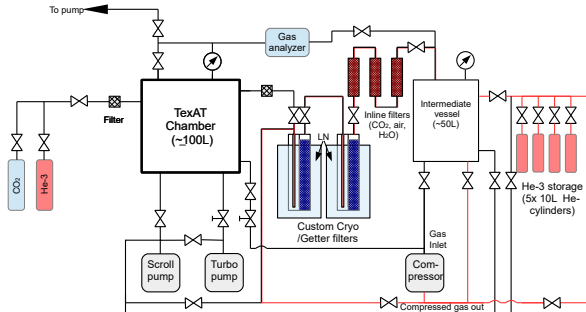 To pump
Gas
analyzer
TexAT
Chamber
(~100L)
Filter
CO₂
He-3
LN
Inline filters
(CO₂, air,
H₂O)
Intermediate
vessel
(~50L)
He-3 storage
(5x 10L He-
cylinders)
Custom Cryo
/Getter filters
Gas
Inlet
Scroll
pump
Turbo
pump
Com-
pressor
Compressed gas out